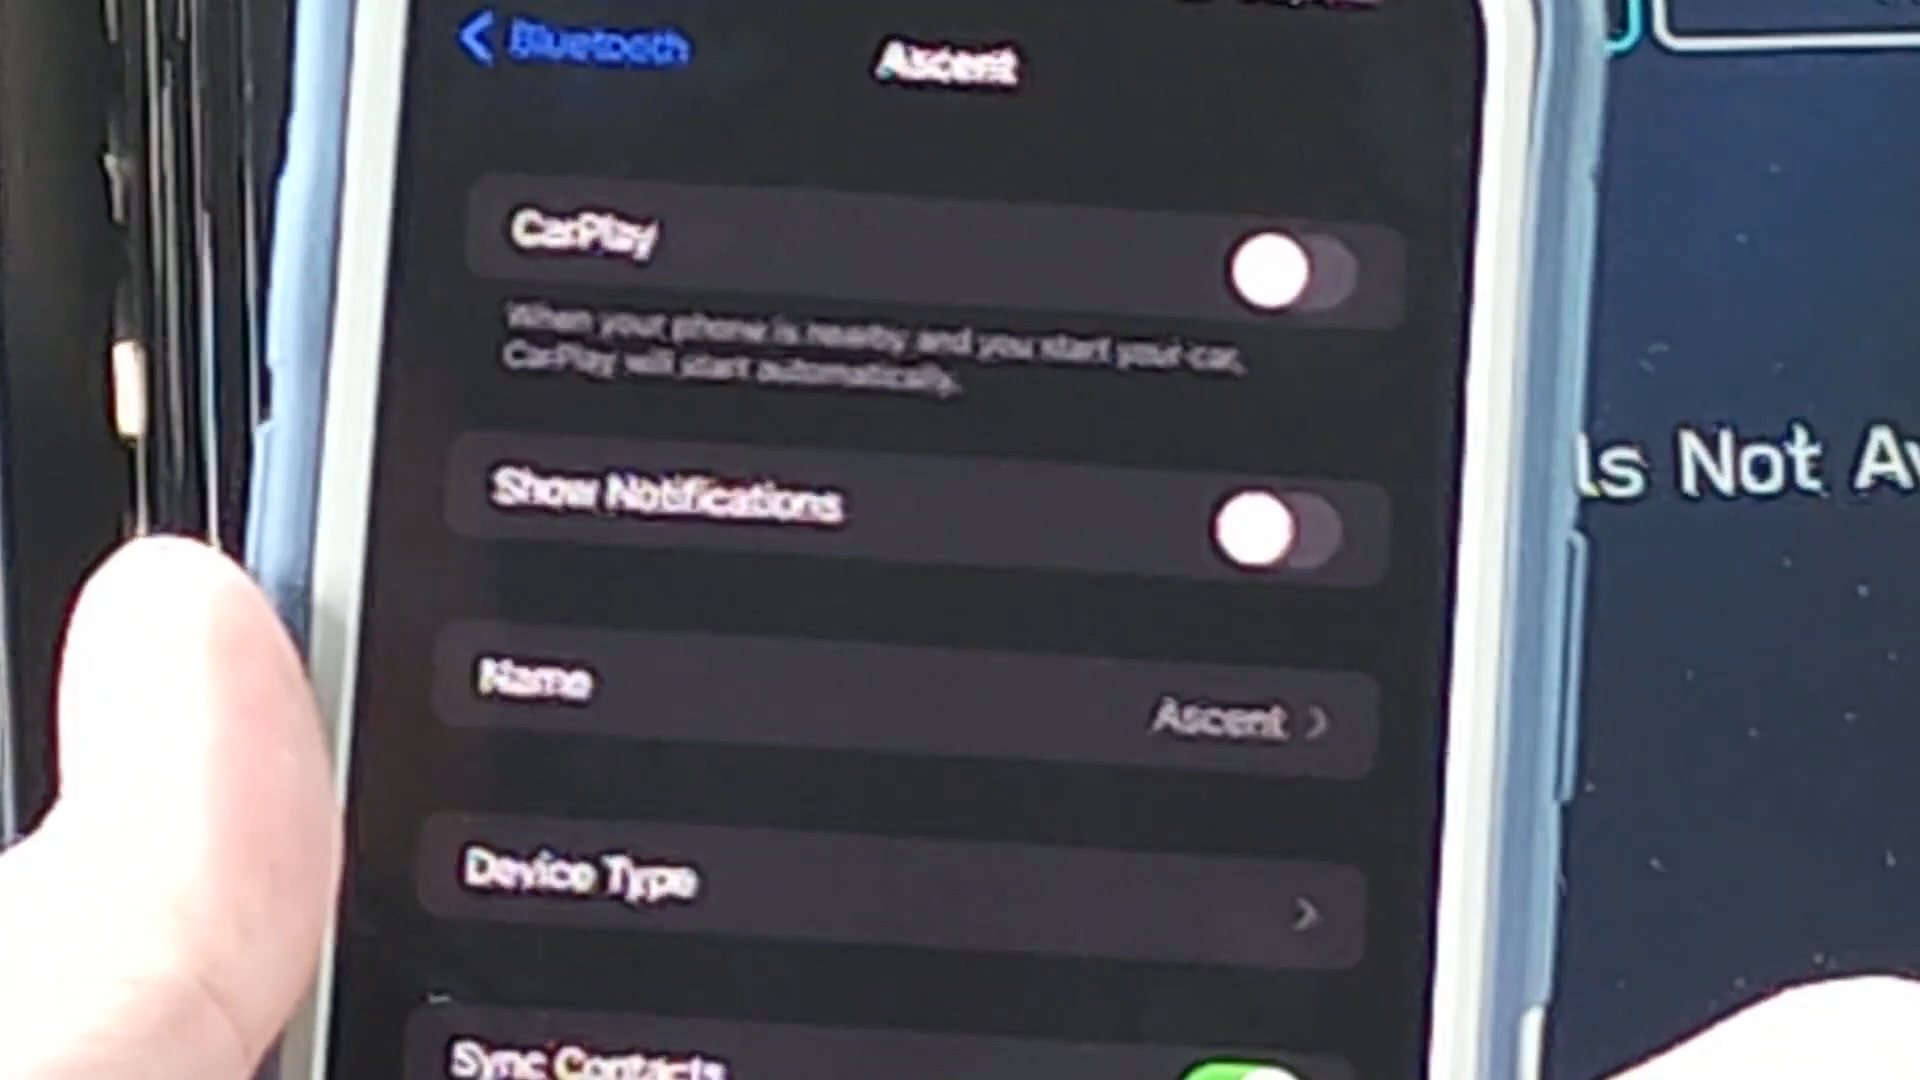 Bluetooth
Ascent
CarPlay
When your phone is nearby and you start your car,
CarPlay will start automatically.
Show Notifications
Is Not Av
Name
Ascent
Device Type
Sync Contacts